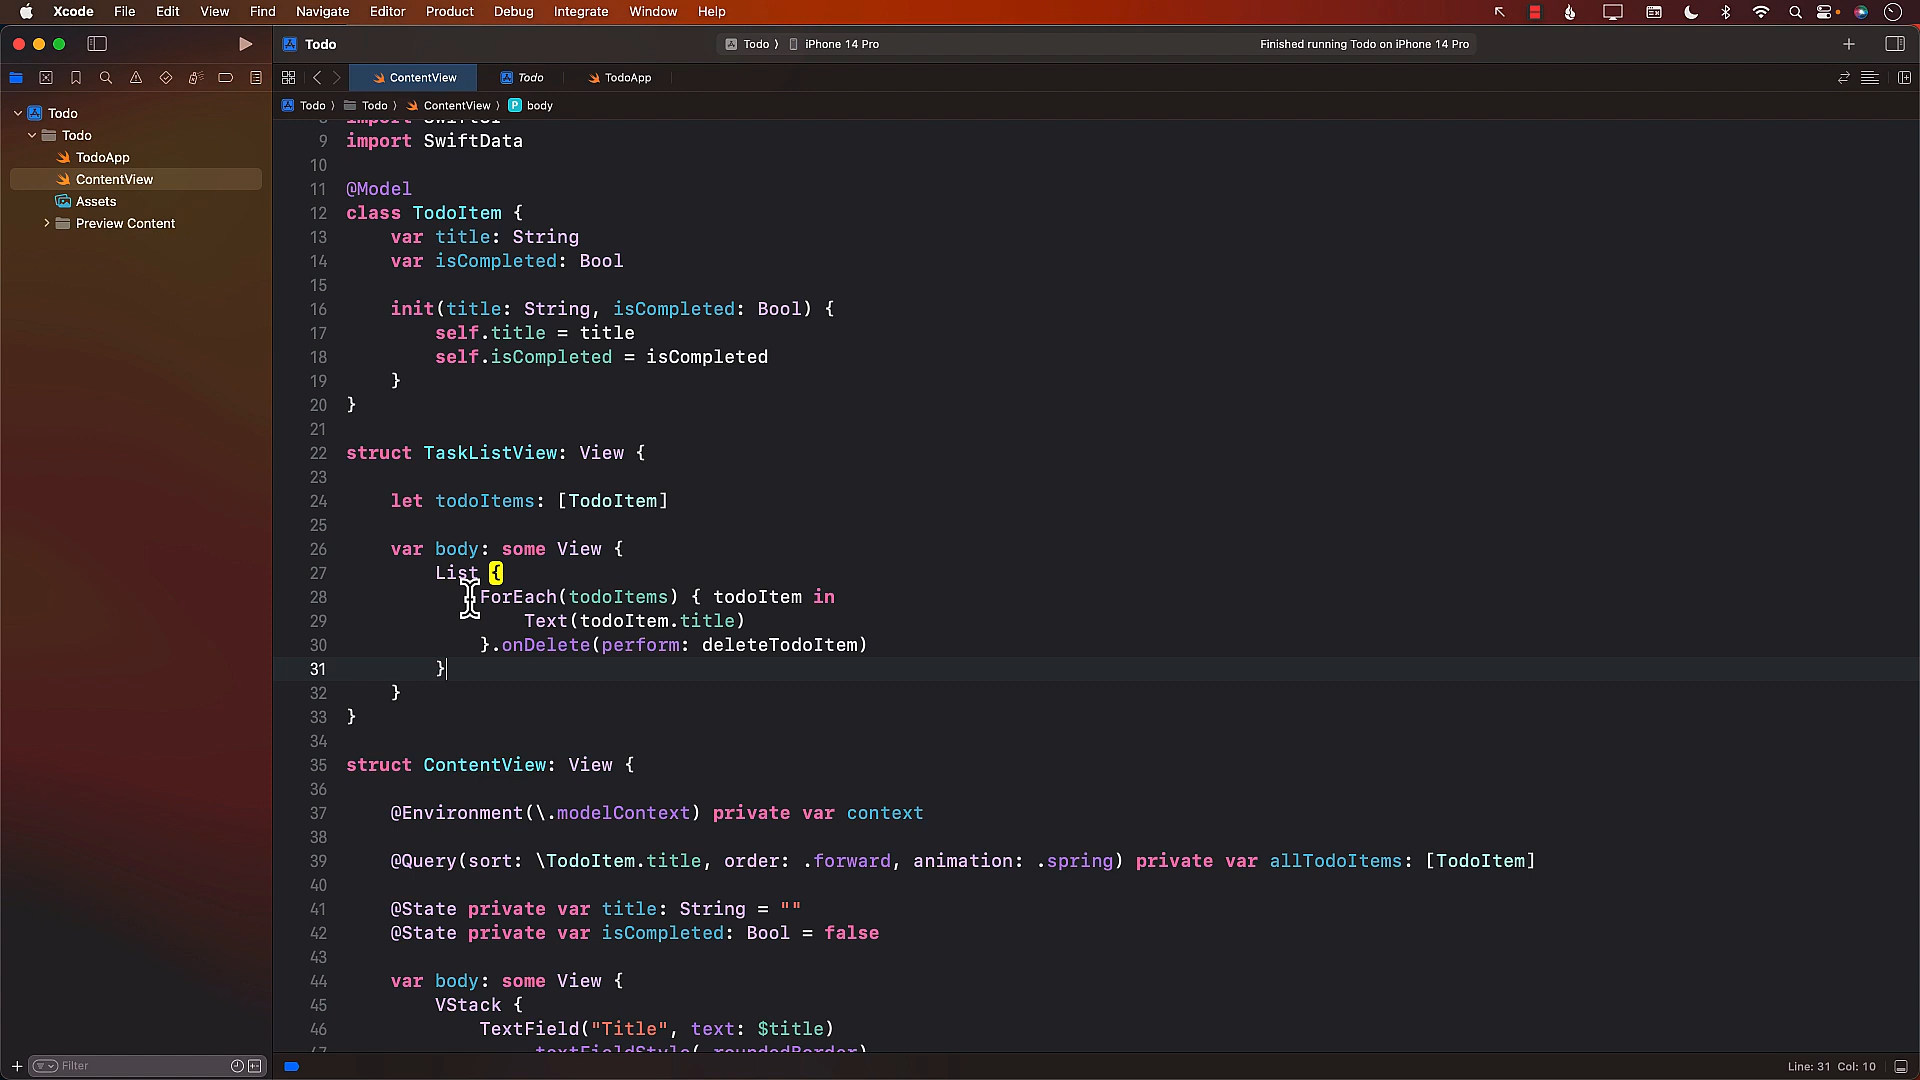 Xcode File Edit View Find Navigate Editor Product Debug Integrate Window Help
Todo
Todo 〉 iPhone 14 Pro
Finished running Todo on iPhone 14 Pro
ContentView Todo TodoApp
Todo 〉 Todo 〉 ContentView 〉 P body
Todo
Todo
TodoApp
ContentView
Assets
Preview Content
9 import SwiftData
10
11 @Model
12 class TodoItem {
13 var title: String
14 var isCompleted: Bool
15
16 init(title: String, isCompleted: Bool) {
17 self.title = title
18 self.isCompleted = isCompleted
19 }
20 }
21
22 struct TaskListView: View {
23
24 let todoItems: [TodoItem]
25
26 var body: some View {
27 List {
28 ForEach(todoItems) { todoItem in
29 Text(todoItem.title)
30 }.onDelete(perform: deleteTodoItem)
31 }
32 }
33 }
34
35 struct ContentView: View {
36
37 @Environment(\.modelContext) private var context
38
39 @Query(sort: \TodoItem.title, order: .forward, animation: .spring) private var allTodoItems: [TodoItem]
40
41 @State private var title: String = ""
42 @State private var isCompleted: Bool = false
43
44 var body: some View {
45 VStack {
46 TextField("Title", text: $title)
Filter
Line: 31 Col: 10